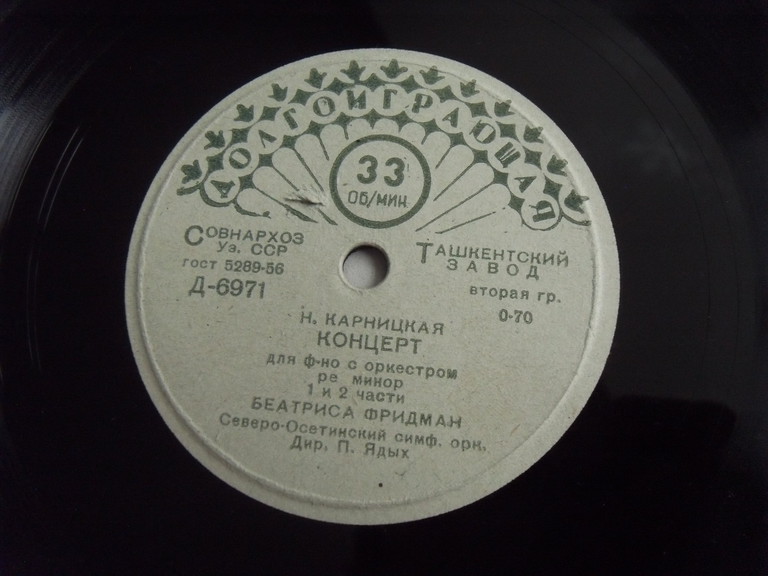 ДОЛГОИГРАЮЩАЯ
33
ОБ/МИН
СОВНАРХОЗ
Уз. ССР
ГОСТ 5289-56
Д-6971
ТАШКЕНТСКИЙ
ЗАВОД
вторая гр.
0-70
Н. КАРНИЦКАЯ
КОНЦЕРТ
для ф-но с оркестром
ре минор
1 и 2 части
БЕАТРИСА ФРИДМАН
Северо-Осетинский симф. орк,
Дир. П. Ядых